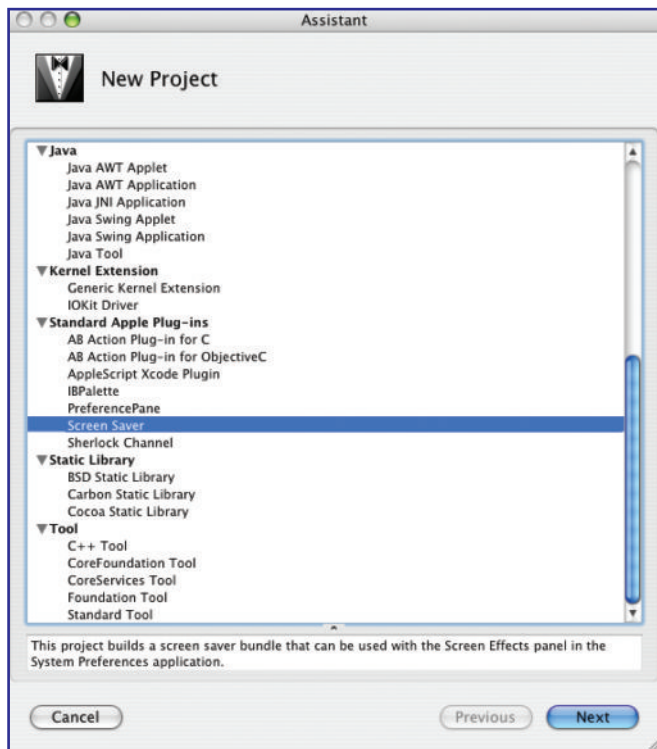 Assistant
New Project
Java
Java AWT Applet
Java AWT Application
Java JNI Application
Java Swing Applet
Java Swing Application
Java Tool
Kernel Extension
Generic Kernel Extension
IOKit Driver
Standard Apple Plug-ins
AB Action Plug-in for C
AB Action Plug-in for ObjectiveC
AppleScript Xcode Plugin
IBPalette
PreferencePane
Screen Saver
Sherlock Channel
Static Library
BSD Static Library
Carbon Static Library
Cocoa Static Library
Tool
C++ Tool
CoreFoundation Tool
CoreServices Tool
Foundation Tool
Standard Tool
This project builds a screen saver bundle that can be used with the Screen Effects panel in the
System Preferences application.
Cancel
Previous
Next